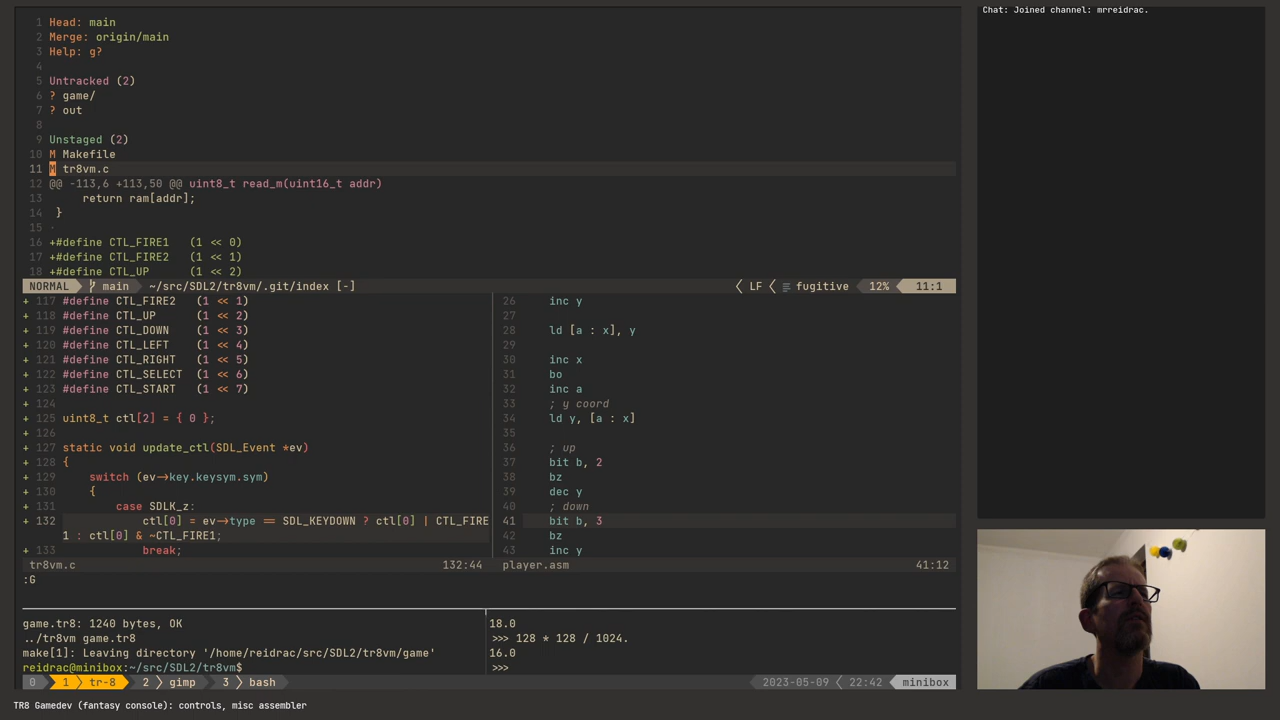 1 Head: main
2 Merge: origin/main
3 Help: g?
4
5 Untracked (2)
6 ? game/
7 ? out
8
9 Unstaged (2)
10 M Makefile
11 M tr8vm.c
12 @@ -113,6 +113,50 @@ uint8_t read_m(uint16_t addr)
13      return ram[addr];
14  }
15
16 +#define CTL_FIRE1   (1 << 0)
17 +#define CTL_FIRE2   (1 << 1)
18 +#define CTL_UP      (1 << 2)
NORMAL main ~/src/SDL2/tr8vm/.git/index [-] LF fugitive 12% 11:1
+ 117 #define CTL_FIRE2   (1 << 1)
+ 118 #define CTL_UP      (1 << 2)
+ 119 #define CTL_DOWN    (1 << 3)
+ 120 #define CTL_LEFT    (1 << 4)
+ 121 #define CTL_RIGHT   (1 << 5)
+ 122 #define CTL_SELECT  (1 << 6)
+ 123 #define CTL_START   (1 << 7)
+ 124
+ 125 uint8_t ctl[2] = { 0 };
+ 126
+ 127 static void update_ctl(SDL_Event *ev)
+ 128 {
+ 129     switch (ev->key.keysym.sym)
+ 130     {
+ 131         case SDLK_z:
+ 132             ctl[0] = ev->type == SDL_KEYDOWN ? ctl[0] | CTL_FIRE
1 : ctl[0] & ~CTL_FIRE1;
+ 133             break;
tr8vm.c 132:44
26     inc y
27
28     ld [a : x], y
29
30     inc x
31     bo
32     inc a
33     ; y coord
34     ld y, [a : x]
35
36     ; up
37     bit b, 2
38     bz
39     dec y
40     ; down
41     bit b, 3
42     bz
43     inc y
player.asm 41:12
:G
game.tr8: 1240 bytes, OK
../tr8vm game.tr8
make[1]: Leaving directory '/home/reidrac/src/SDL2/tr8vm/game'
reidrac@minibox:~/src/SDL2/tr8vm$
18.0
>>> 128 * 128 / 1024.
16.0
>>>
0 1 tr-8 2 gimp 3 bash 2023-05-09 22:42 minibox
TR8 Gamedev (fantasy console): controls, misc assembler
Chat: Joined channel: mrreidrac.